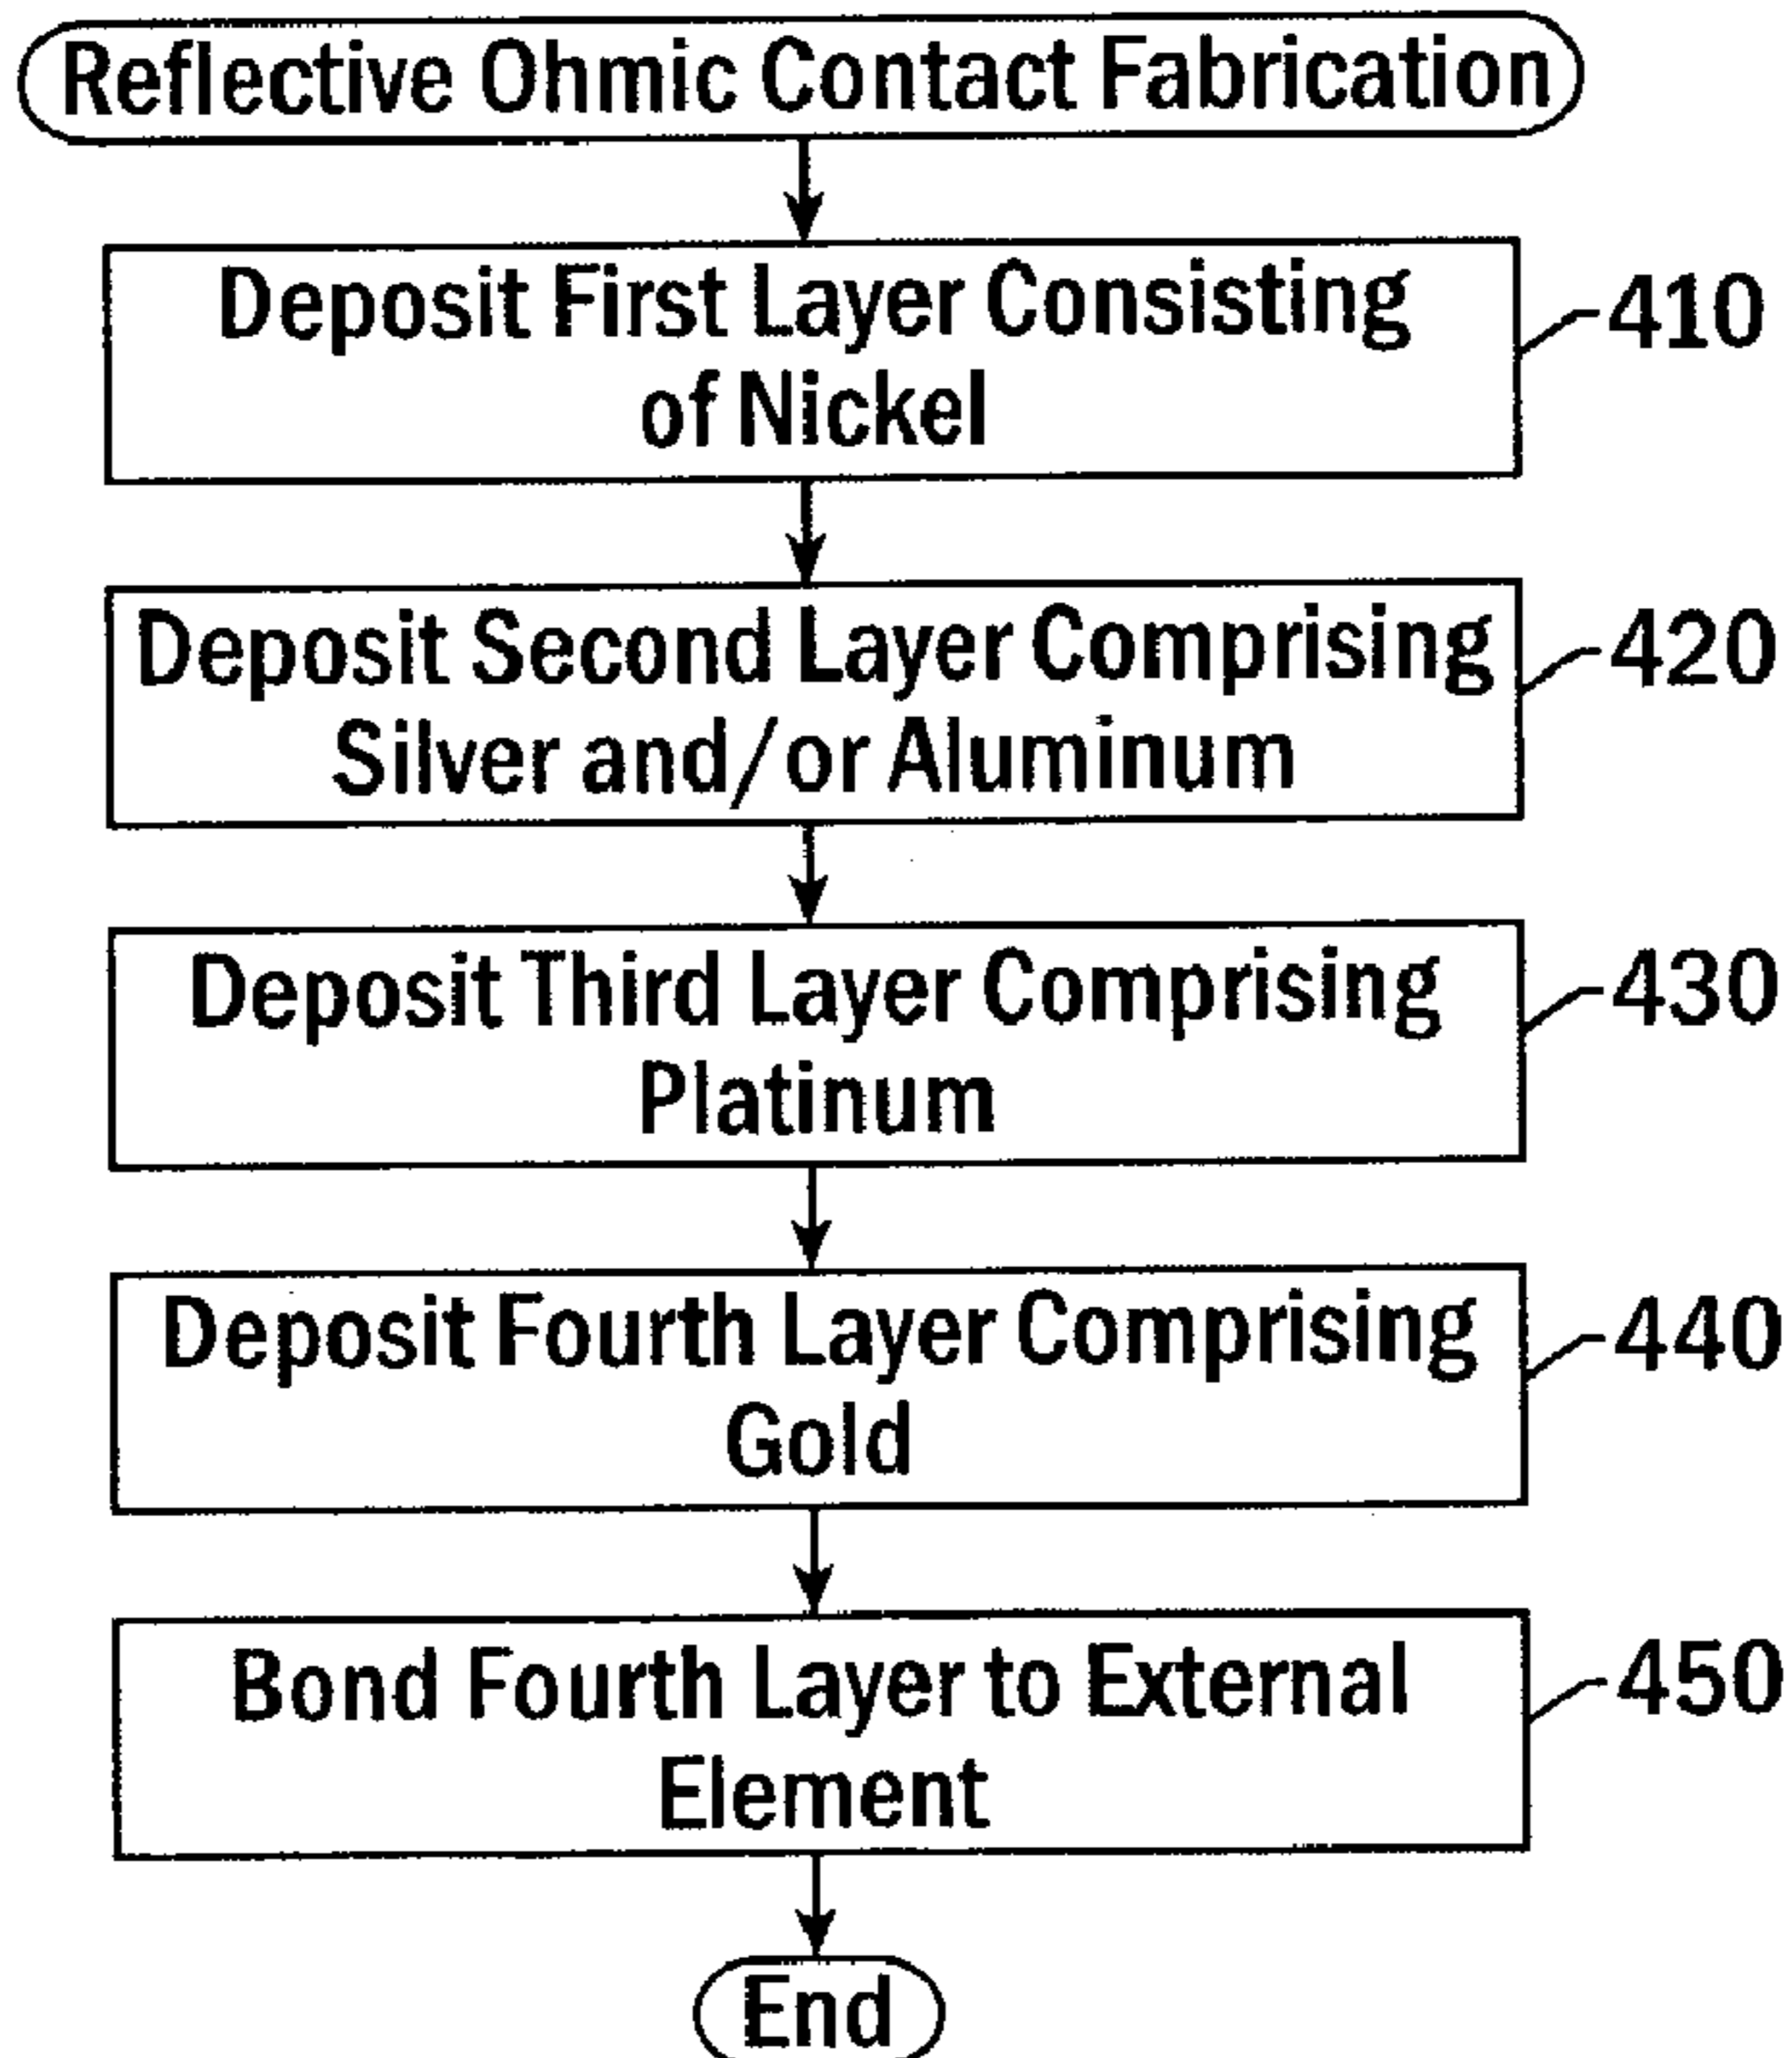 Reflective Ohmic Contact Fabrication
Deposit First Layer Consisting
of Nickel
410
Deposit Second Layer Comprising
Silver and/or Aluminum
420
Deposit Third Layer Comprising
Platinum
430
Deposit Fourth Layer Comprising
Gold
440
Bond Fourth Layer to External
Element
450
End